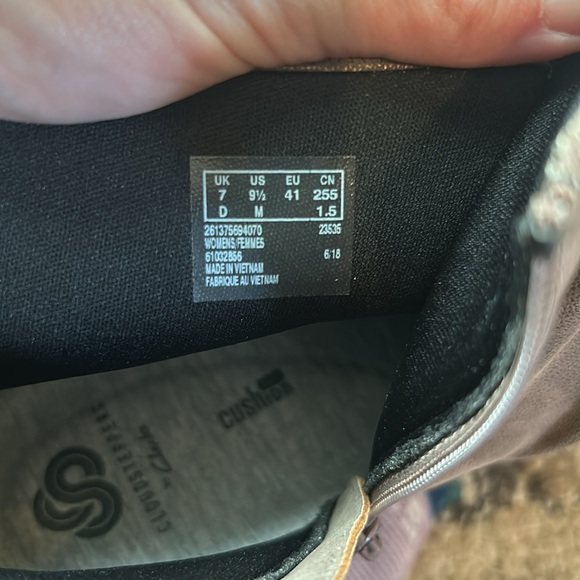 UK US EU CN
7 9½ 41 255
D M 1.5
261375694070 23535
WOMENS/FEMMES
61032856 6/18
MADE IN VIETNAM
FABRIQUE AU VIETNAM
CUSHION
CLOUDSTEPPERS
Clarks